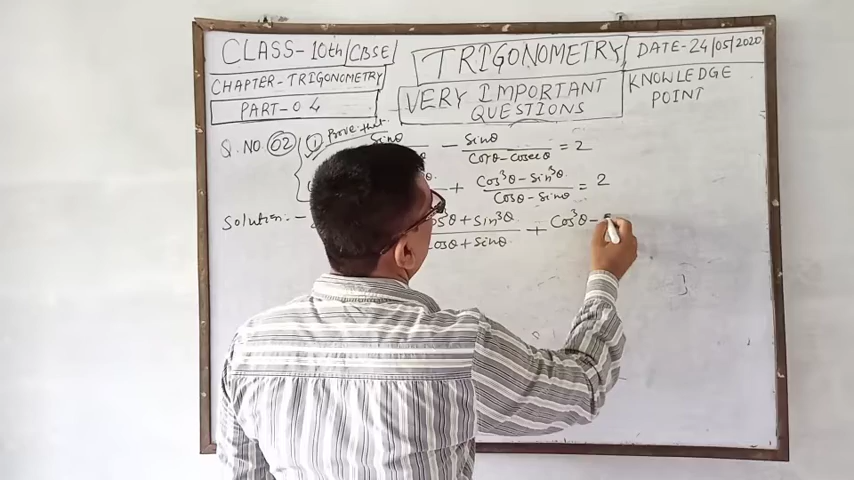 CLASS-10th/CBSE
CHAPTER-TRIGONOMETRY
PART-04
TRIGONOMETRY
VERY IMPORTANT
QUESTIONS
DATE-24/05/2020
KNOWLEDGE
POINT
Q.NO.02 (1) Prove that sinθ - sinθ/(cotθ-cosecθ) = 2
+ (cos³θ-sin³θ)/(cosθ-sinθ) = 2
Solution:- cos³θ+sin³θ/(cosθ+sinθ) + cos³θ-